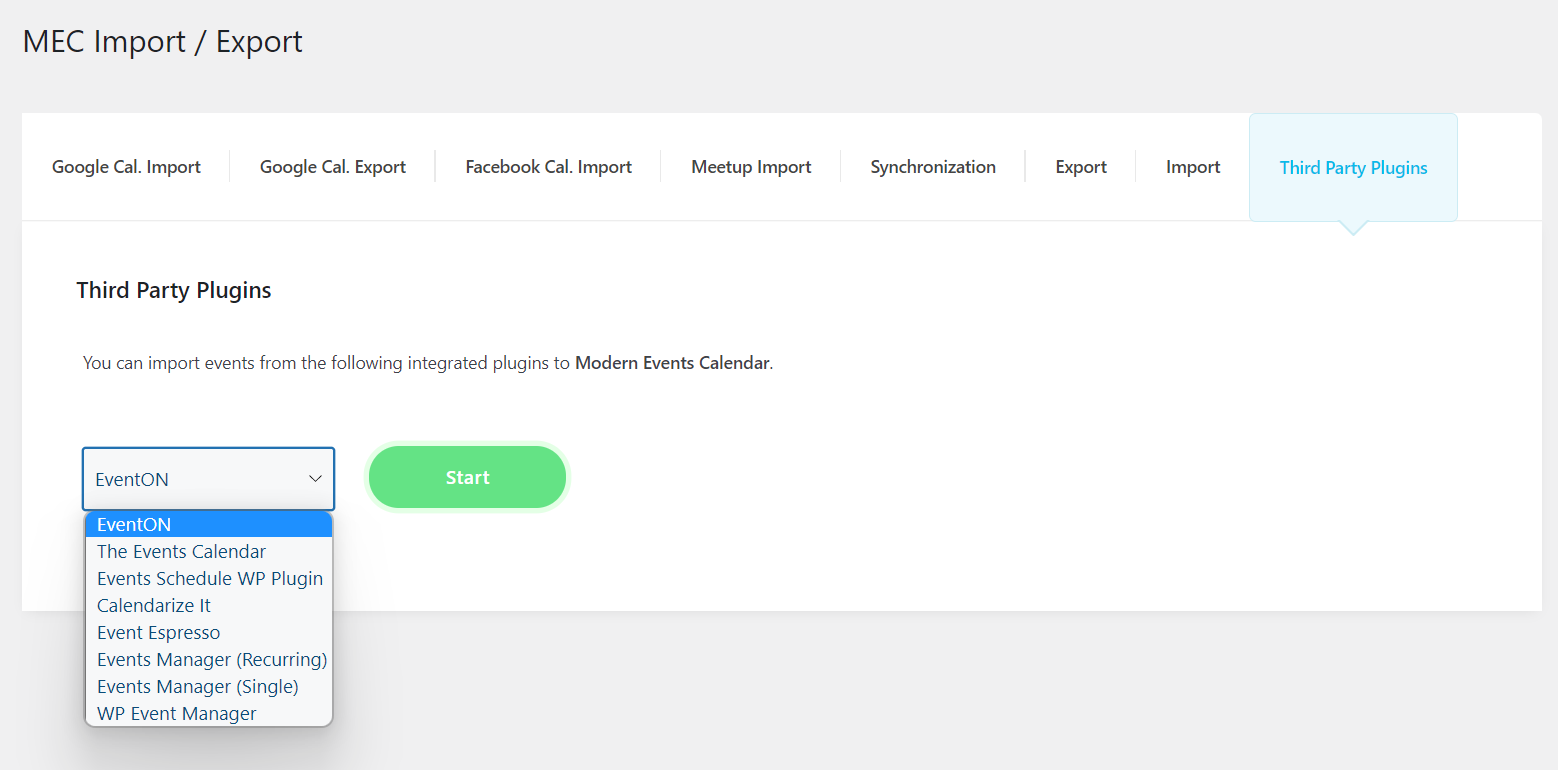 MEC Import / Export
Google Cal. Import
Google Cal. Export
Facebook Cal. Import
Meetup Import
Synchronization
Export
Import
Third Party Plugins
Third Party Plugins
You can import events from the following integrated plugins to Modern Events Calendar.
EventON
Start
EventON
The Events Calendar
Events Schedule WP Plugin
Calendarize It
Event Espresso
Events Manager (Recurring)
Events Manager (Single)
WP Event Manager